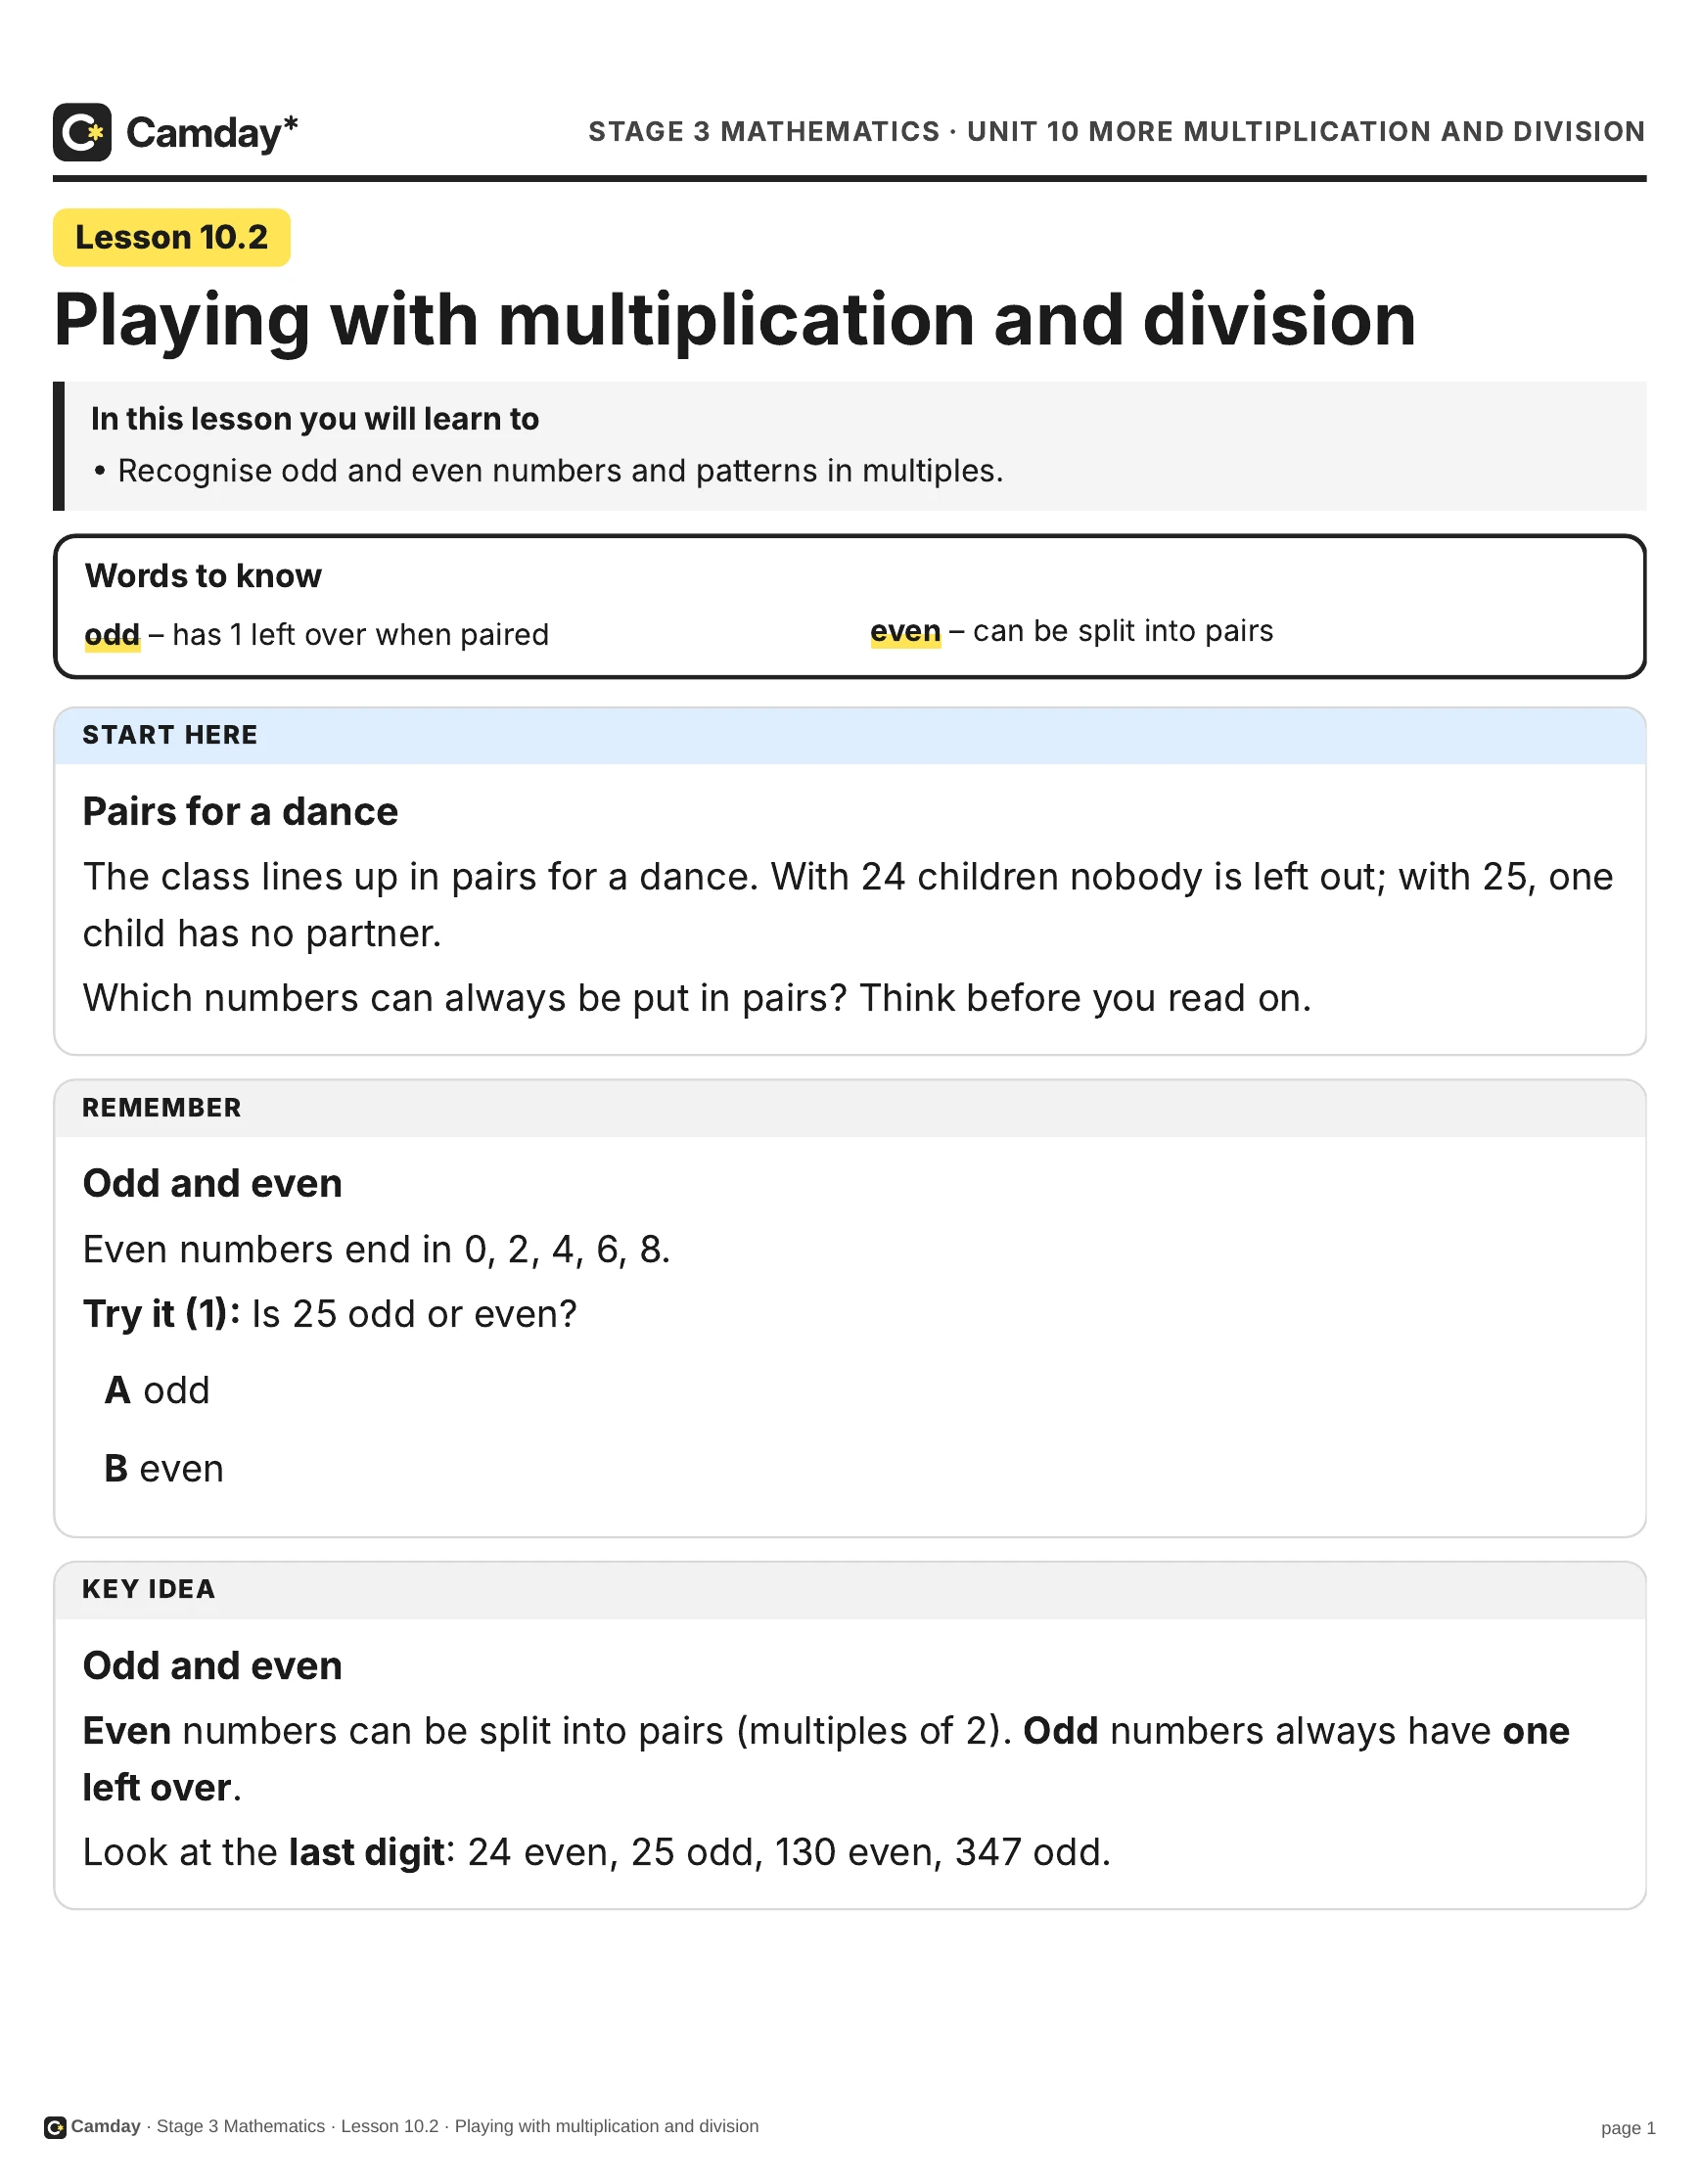 Camday*
STAGE 3 MATHEMATICS · UNIT 10 MORE MULTIPLICATION AND DIVISION
Lesson 10.2
Playing with multiplication and division
In this lesson you will learn to
• Recognise odd and even numbers and patterns in multiples.
Words to know
odd – has 1 left over when paired
even – can be split into pairs
START HERE
Pairs for a dance
The class lines up in pairs for a dance. With 24 children nobody is left out; with 25, one
child has no partner.
Which numbers can always be put in pairs? Think before you read on.
REMEMBER
Odd and even
Even numbers end in 0, 2, 4, 6, 8.
Try it (1): Is 25 odd or even?
A odd
B even
KEY IDEA
Odd and even
Even numbers can be split into pairs (multiples of 2). Odd numbers always have one
left over.
Look at the last digit: 24 even, 25 odd, 130 even, 347 odd.
Camday · Stage 3 Mathematics · Lesson 10.2 · Playing with multiplication and division
page 1